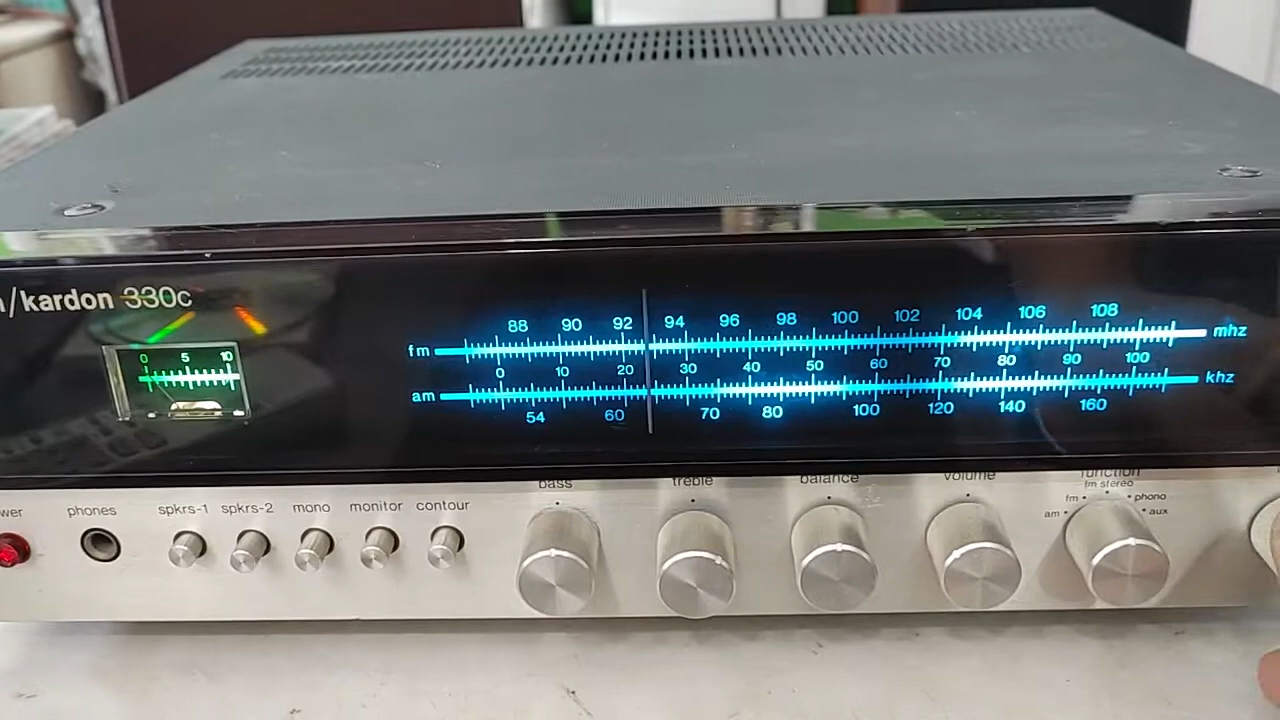 /kardon 330c
0 5 10
88 90 92 94 96 98 100 102 104 106 108
fm mhz
0 10 20 30 40 50 60 70 80 90 100
am khz
54 60 70 80 100 120 140 160
phones spkrs-1 spkrs-2 mono monitor contour bass treble balance volume function
fm stereo
fm phono
am aux